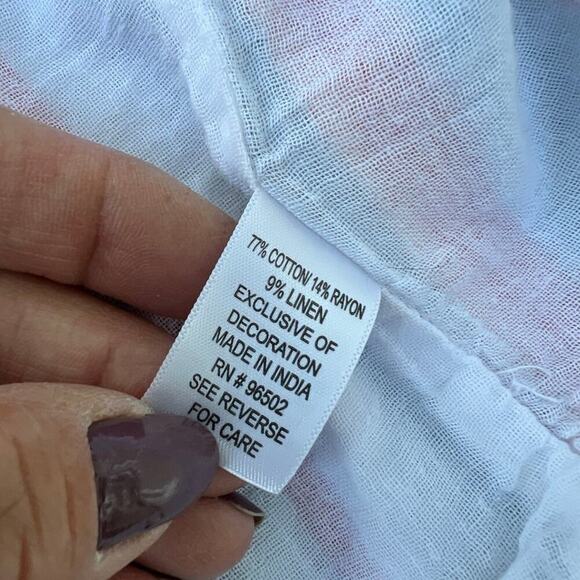 77% COTTON/ 14% RAYON
9% LINEN
EXCLUSIVE OF
DECORATION
MADE IN INDIA
RN # 96502
SEE REVERSE
FOR CARE